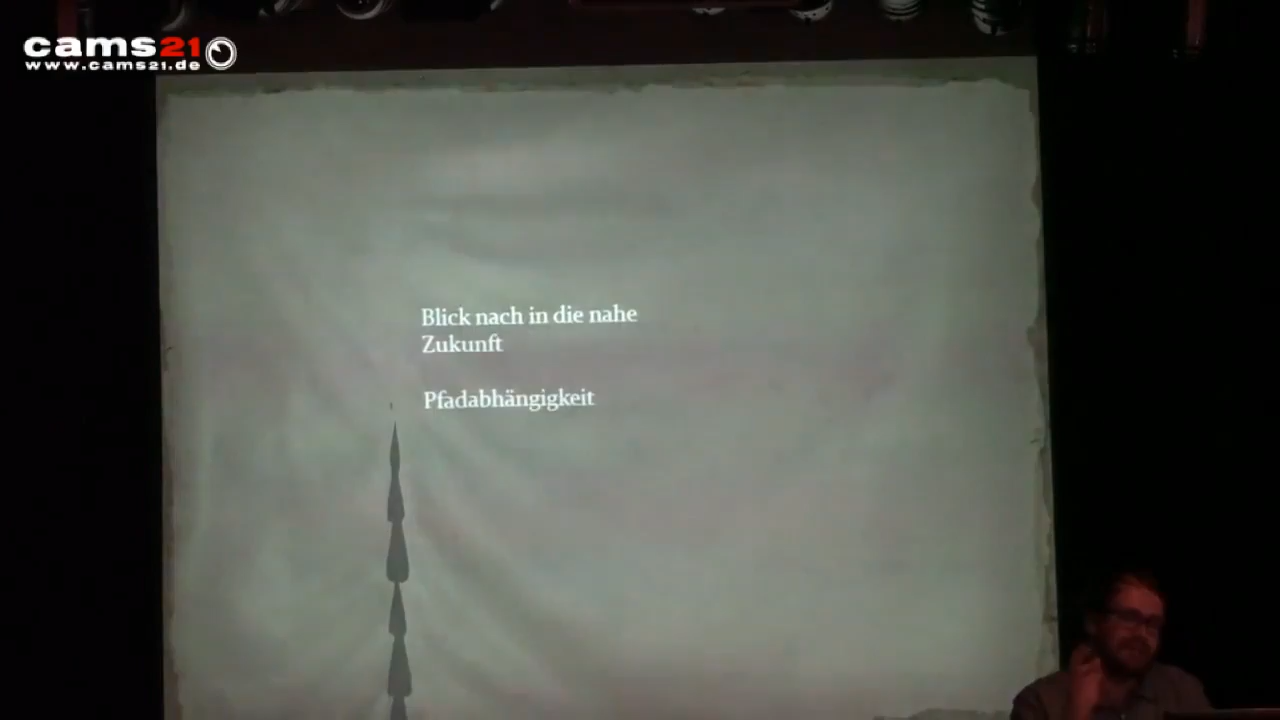 cams21
www.cams21.de
Blick nach in die nahe
Zukunft
Pfadabhängigkeit